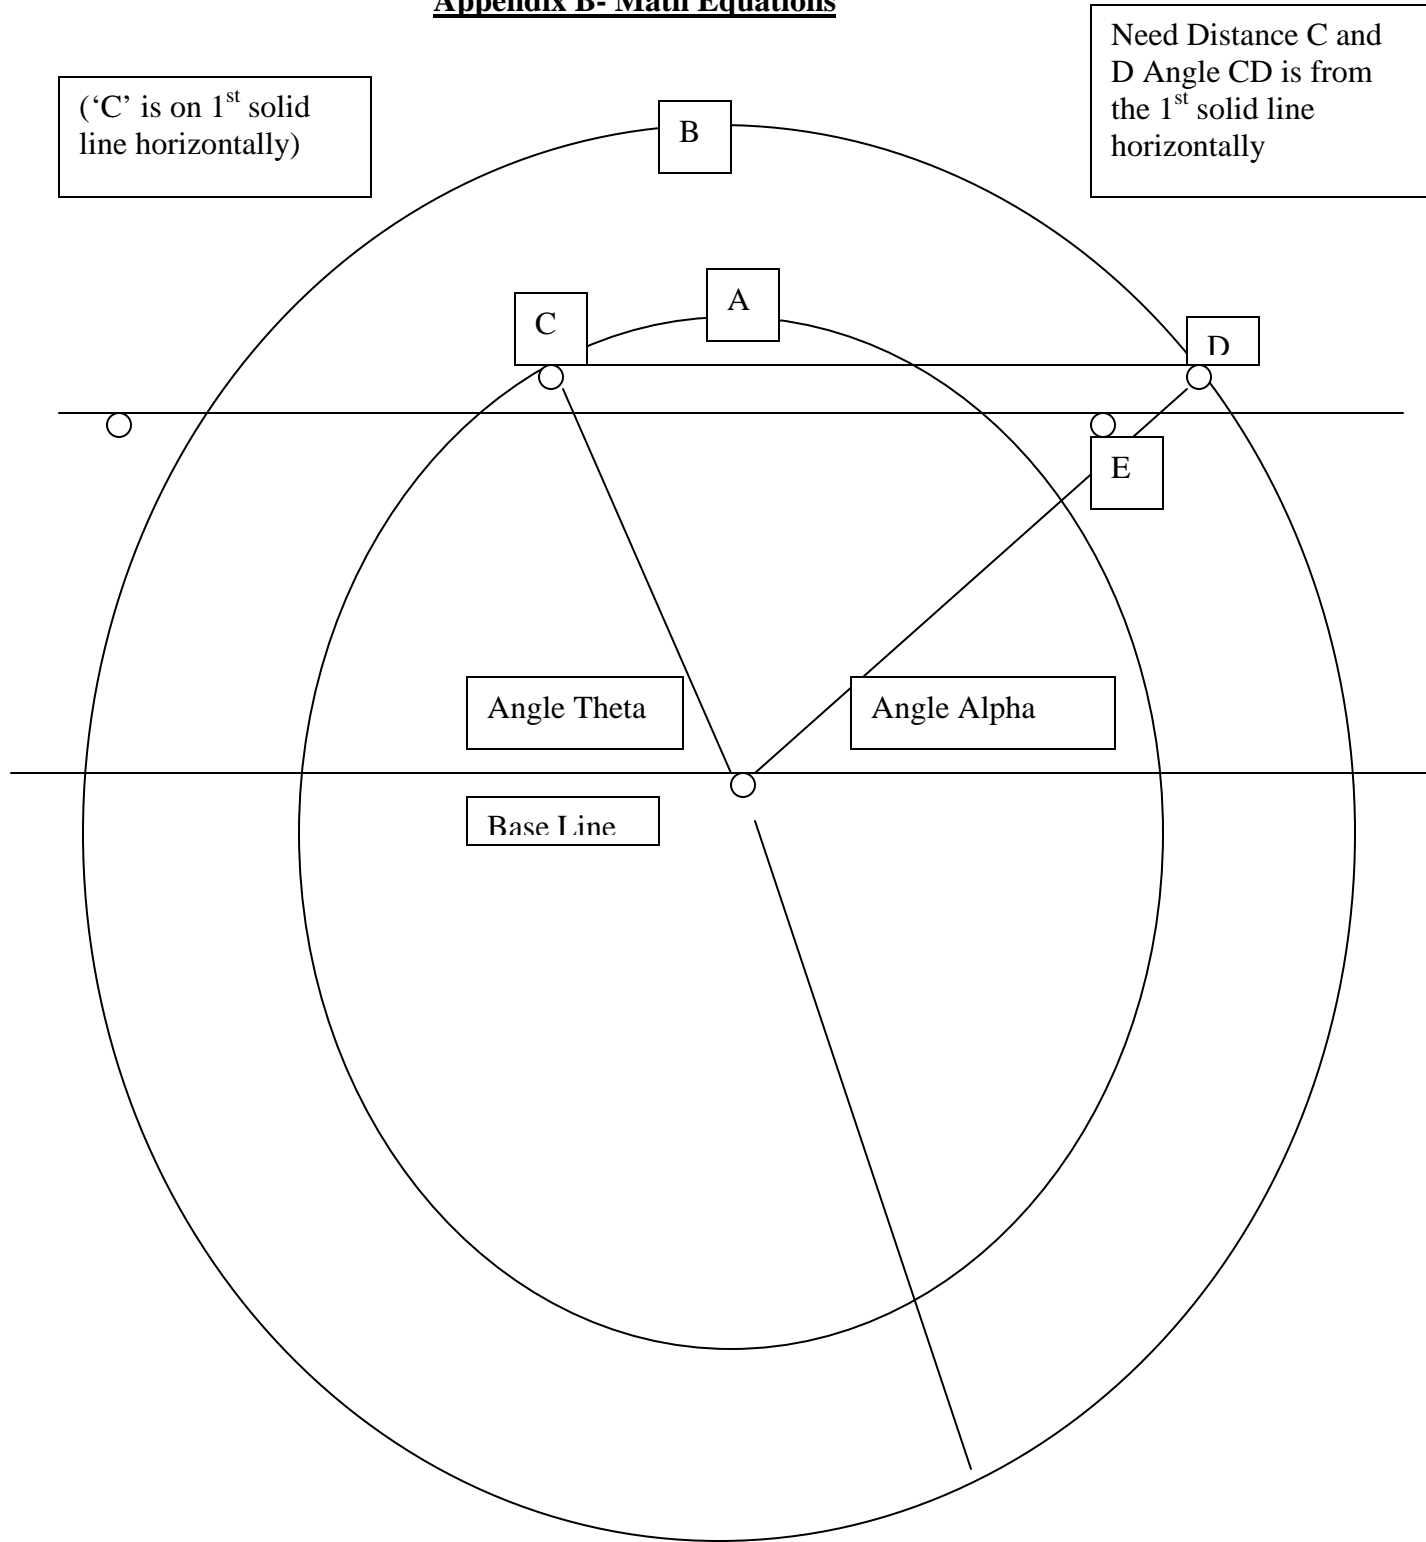 Appendix B- Math Equations
Need Distance C and
D Angle CD is from
the 1st solid line
horizontally
(‘C’ is on 1st solid
line horizontally)
B
A
C
D
E
Angle Theta
Angle Alpha
Base Line